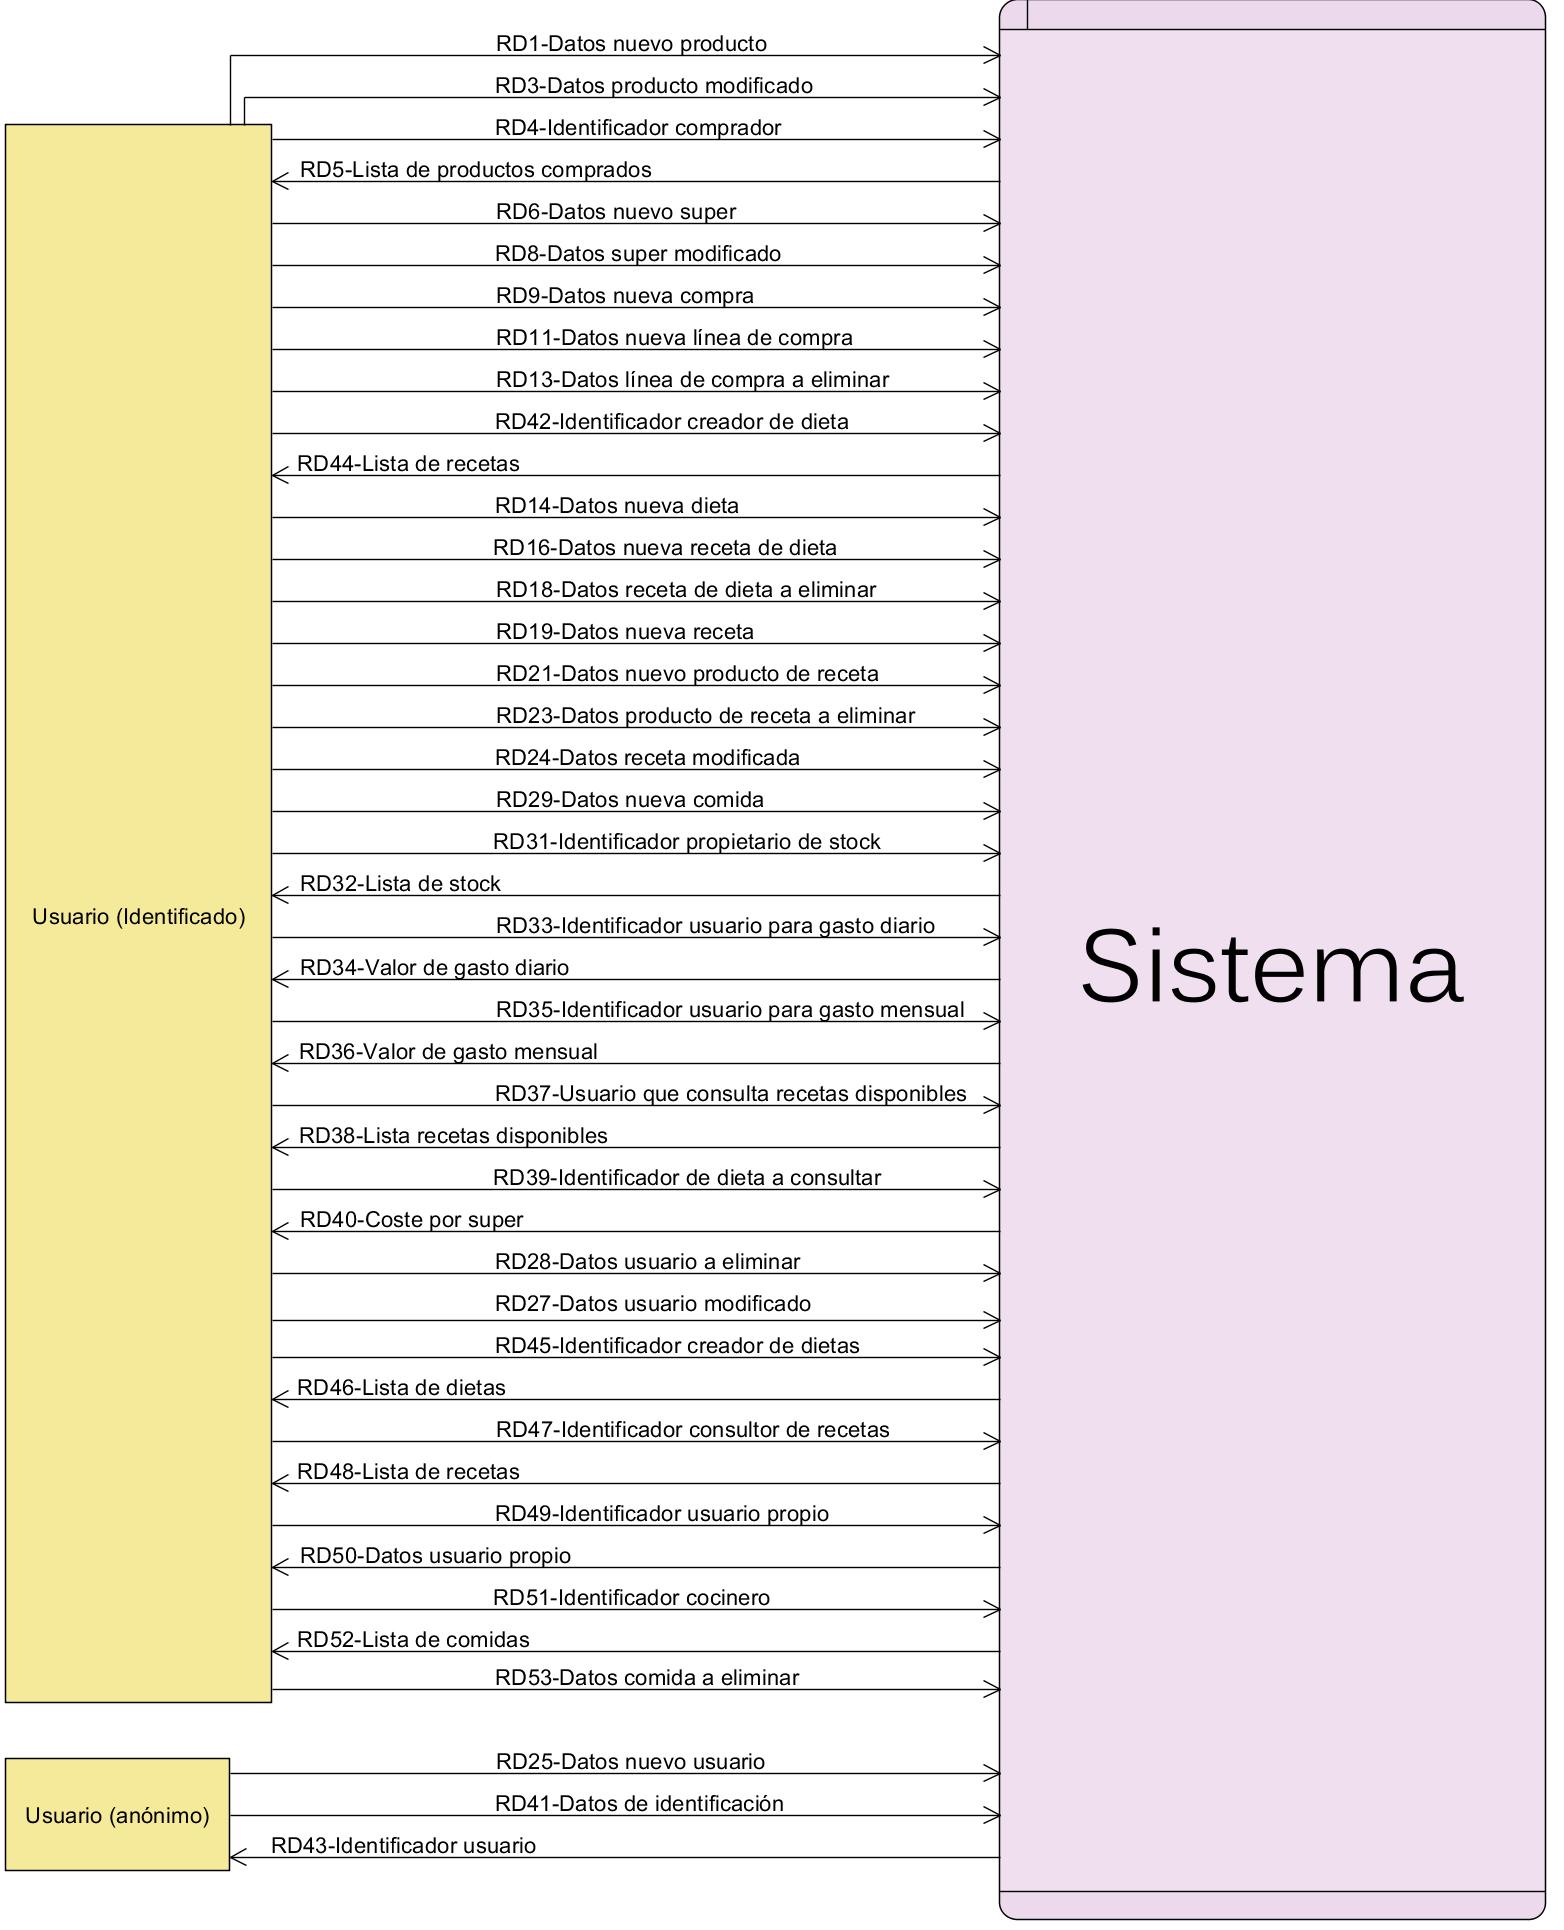 RD1-Datos nuevo producto
RD3-Datos producto modificado
RD4-Identificador comprador
RD5-Lista de productos comprados
RD6-Datos nuevo super
RD8-Datos super modificado
RD9-Datos nueva compra
RD11-Datos nueva línea de compra
RD13-Datos línea de compra a eliminar
RD42-Identificador creador de dieta
RD44-Lista de recetas
RD14-Datos nueva dieta
RD16-Datos nueva receta de dieta
RD18-Datos receta de dieta a eliminar
RD19-Datos nueva receta
RD21-Datos nuevo producto de receta
RD23-Datos producto de receta a eliminar
RD24-Datos receta modificada
RD29-Datos nueva comida
RD31-Identificador propietario de stock
RD32-Lista de stock
Usuario (Identificado)
RD33-Identificador usuario para gasto diario
Sistema
RD34-Valor de gasto diario
RD35-Identificador usuario para gasto mensual
RD36-Valor de gasto mensual
RD37-Usuario que consulta recetas disponibles
RD38-Lista recetas disponibles
RD39-Identificador de dieta a consultar
RD40-Coste por super
RD28-Datos usuario a eliminar
RD27-Datos usuario modificado
RD45-Identificador creador de dietas
RD46-Lista de dietas
RD47-Identificador consultor de recetas
RD48-Lista de recetas
RD49-Identificador usuario propio
RD50-Datos usuario propio
RD51-Identificador cocinero
RD52-Lista de comidas
RD53-Datos comida a eliminar
RD25-Datos nuevo usuario
RD41-Datos de identificación
Usuario (anónimo)
RD43-Identificador usuario